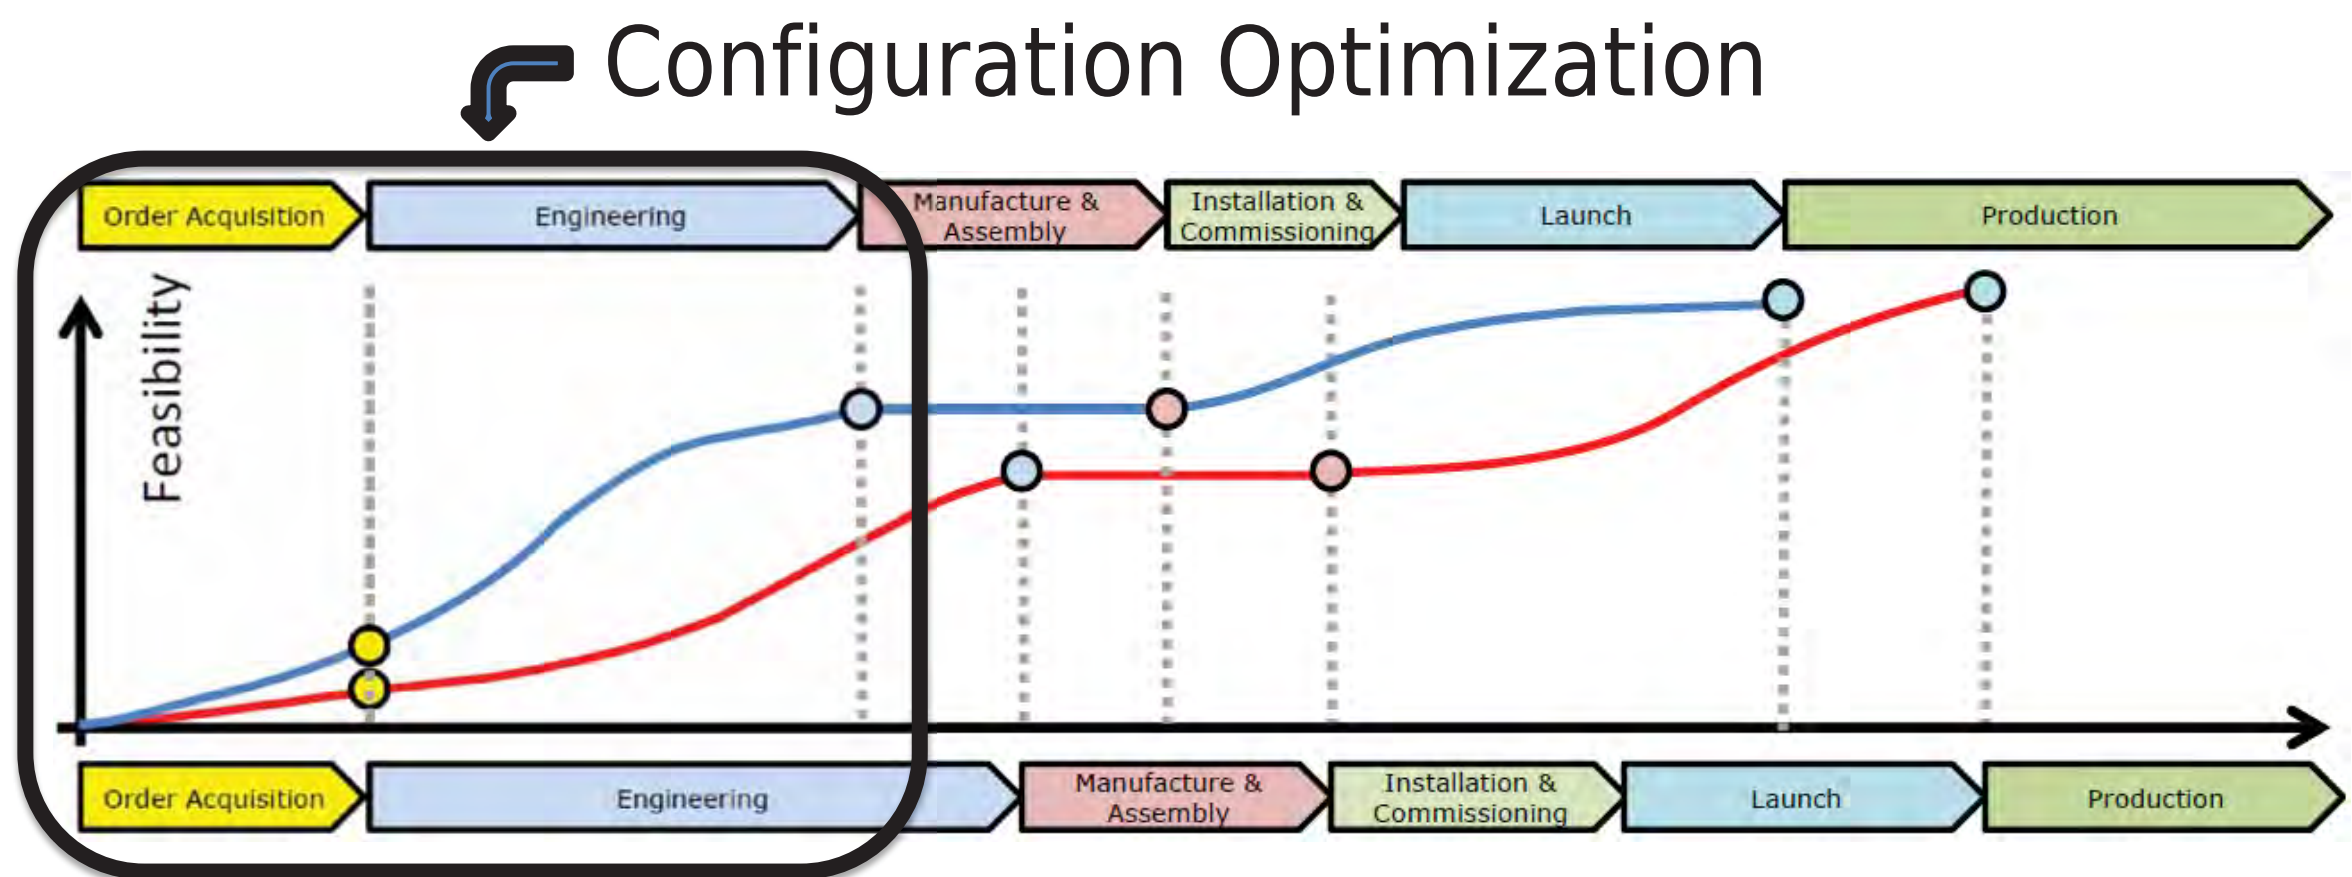 Configuration Optimization
Order Acquisition
Engineering
Manufacture &
Assembly
Installation &
Commissioning
Launch
Production
Feasibility
Order Acquisition
Engineering
Manufacture &
Assembly
Installation &
Commissioning
Launch
Production